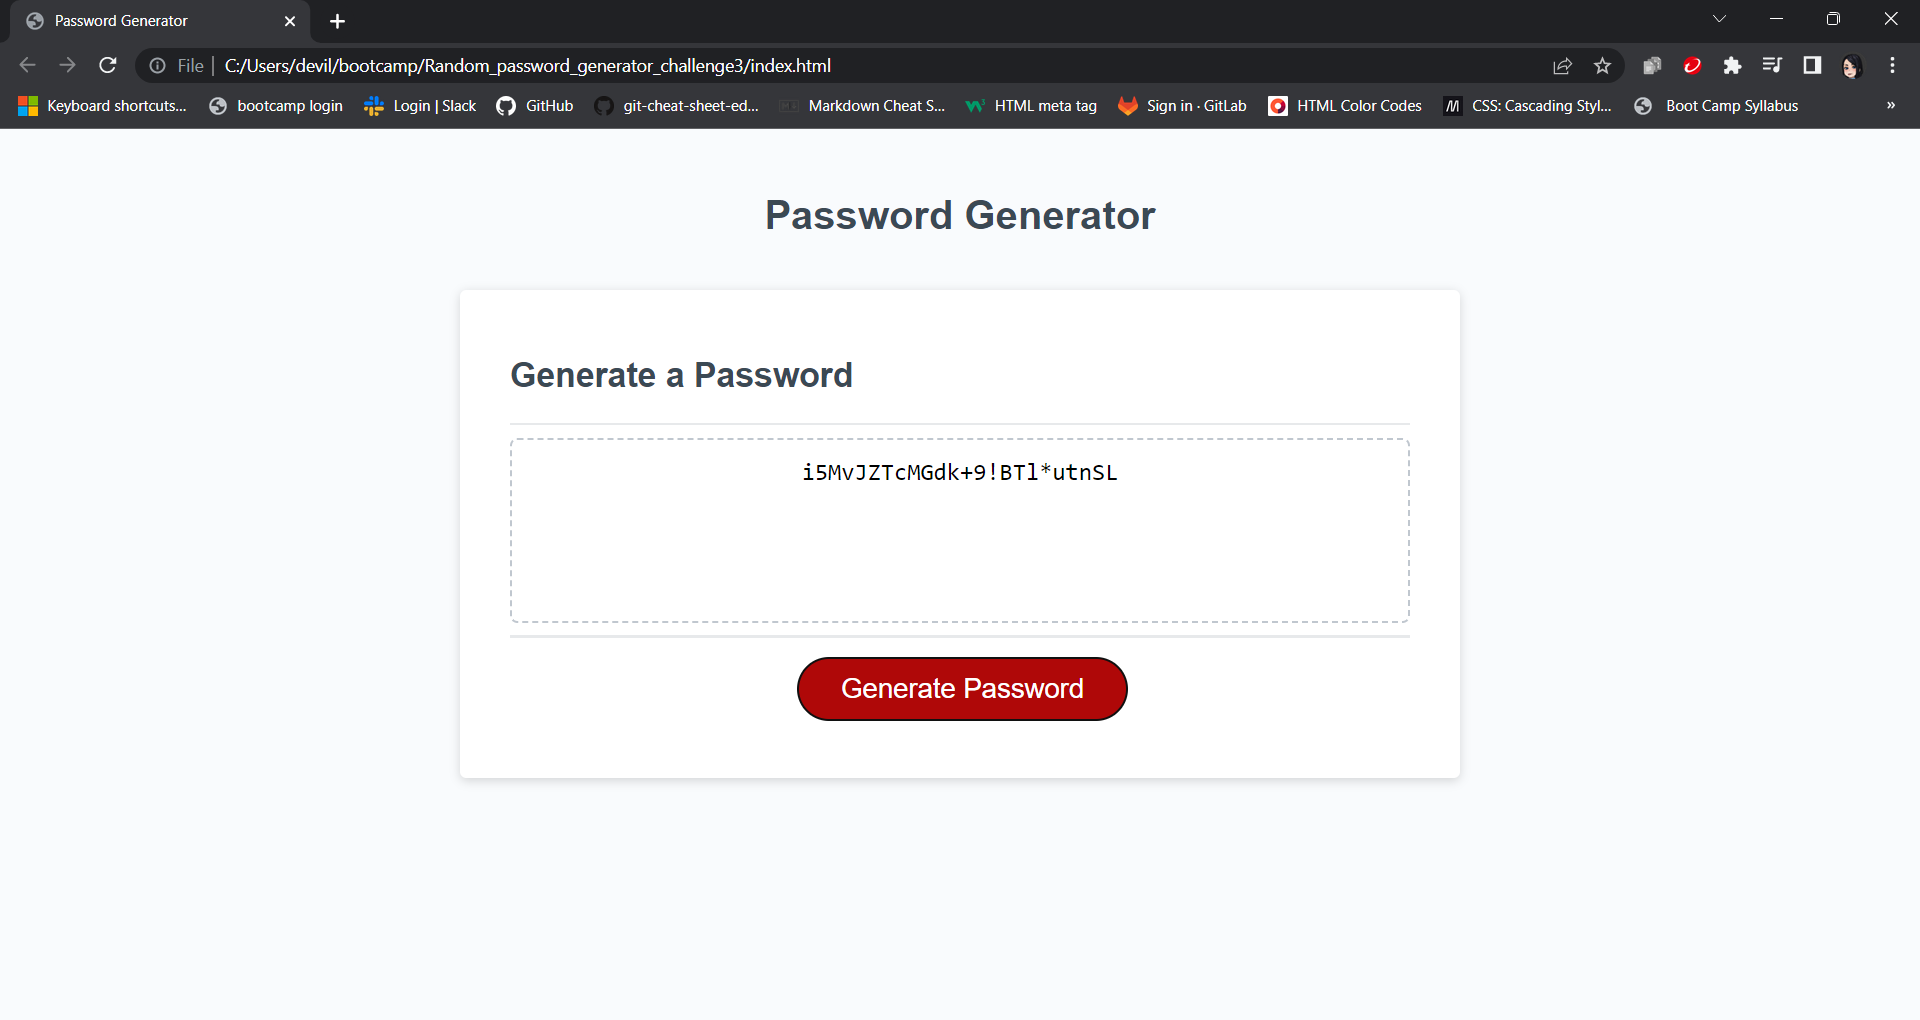 Password Generator
File | C:/Users/devil/bootcamp/Random_password_generator_challenge3/index.html
Keyboard shortcuts... bootcamp login Login | Slack GitHub git-cheat-sheet-ed... Markdown Cheat S... HTML meta tag Sign in · GitLab HTML Color Codes CSS: Cascading Styl... Boot Camp Syllabus »
Password Generator
Generate a Password
i5MvJZTcMGdk+9!BTl*utnSL
Generate Password